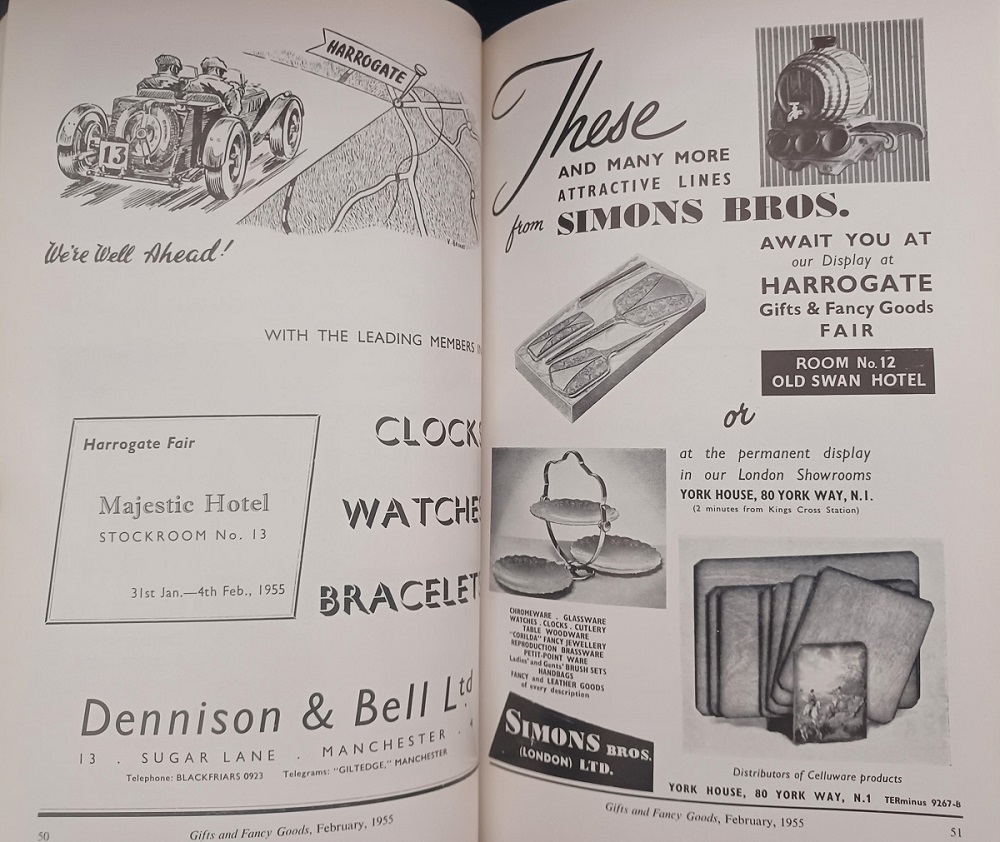 HARROGATE
13
We're Well Ahead!
WITH THE LEADING MEMBERS
Harrogate Fair
Majestic Hotel
STOCKROOM No. 13
31st Jan.—4th Feb., 1955
CLOCKS
WATCHES
BRACELET
Dennison & Bell Ltd
13 . SUGAR LANE . MANCHESTER .
Telephone: BLACKFRIARS 0923 Telegrams: "GILTEDGE," MANCHESTER
50
Gifts and Fancy Goods, February, 1955
These
AND MANY MORE
ATTRACTIVE LINES
from SIMONS BROS.
AWAIT YOU AT
our Display at
HARROGATE
Gifts & Fancy Goods
FAIR
ROOM No. 12
OLD SWAN HOTEL
or
at the permanent display
in our London Showrooms
YORK HOUSE, 80 YORK WAY, N.1.
(2 minutes from Kings Cross Station)
CHROMEWARE . GLASSWARE
WATCHES . CLOCKS . CUTLERY
TABLE WOODWARE
"CORILDA" FANCY JEWELLERY
REPRODUCTION BRASSWARE
PETIT-POINT WARE
Ladies' and Gents' BRUSH SETS
HANDBAGS
FANCY and LEATHER GOODS
of every description
SIMONS BROS.
(LONDON) LTD.
Distributors of Celluware products
YORK HOUSE, 80 YORK WAY, N.1 TERminus 9267-8
Gifts and Fancy Goods, February, 1955
51